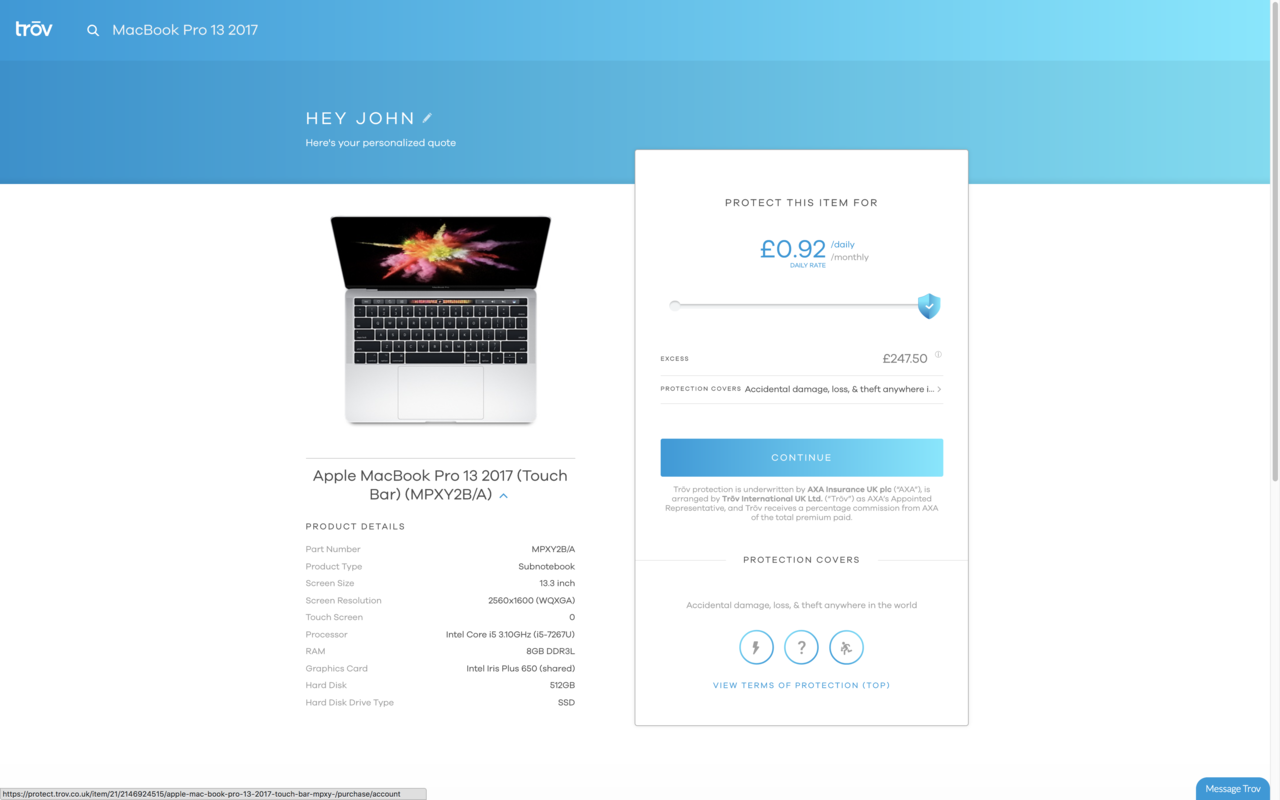 trōv
MacBook Pro 13 2017
HEY JOHN
Here's your personalized quote
PROTECT THIS ITEM FOR
£0.92 /daily
/monthly
DAILY RATE
EXCESS £247.50
PROTECTION COVERS Accidental damage, loss, & theft anywhere i...
CONTINUE
Trōv protection is underwritten by AXA Insurance UK plc (“AXA”), is
arranged by Trōv International UK Ltd. (“Trōv”) as AXA's Appointed
Representative, and Trōv receives a percentage commission from AXA
of the total premium paid.
PROTECTION COVERS
Accidental damage, loss, & theft anywhere in the world
?
VIEW TERMS OF PROTECTION (TOP)
Apple MacBook Pro 13 2017 (Touch
Bar) (MPXY2B/A)
PRODUCT DETAILS
Part Number MPXY2B/A
Product Type Subnotebook
Screen Size 13.3 inch
Screen Resolution 2560x1600 (WQXGA)
Touch Screen 0
Processor Intel Core i5 3.10GHz (i5-7267U)
RAM 8GB DDR3L
Graphics Card Intel Iris Plus 650 (shared)
Hard Disk 512GB
Hard Disk Drive Type SSD
https://protect.trov.co.uk/item/21/2146924515/apple-mac-book-pro-13-2017-touch-bar-mpxy-/purchase/account
Message Trov